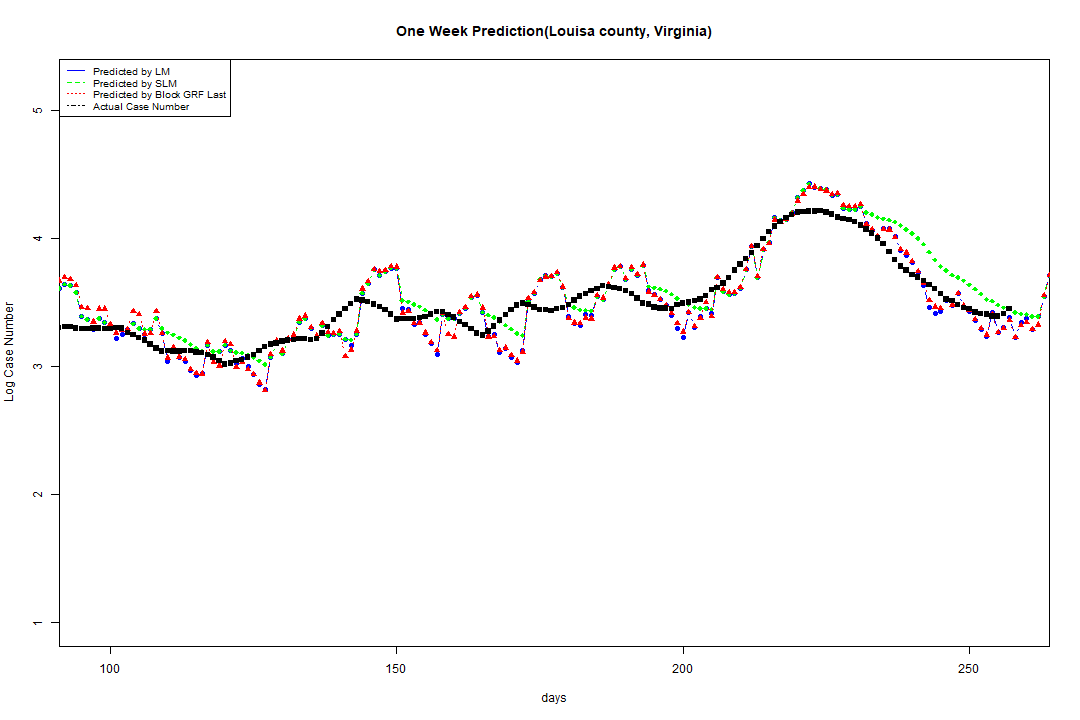 One Week Prediction(Louisa county, Virginia)
Predicted by LM
Predicted by SLM
Predicted by Block GRF Last
Actual Case Number
5
4
3
2
1
Log Case Number
100 150 200 250
days